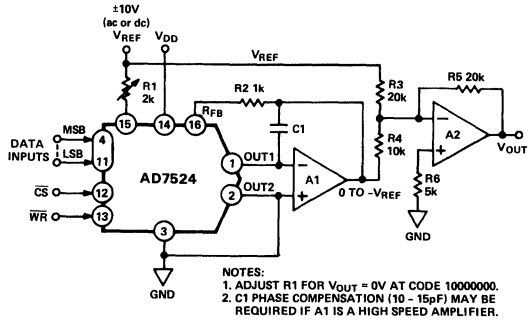 ±10V
(ac or dc)
VREF
VDD
VREF
R1
2k
R2 1k
R3
20k
R5 20k
RFB
15
14
16
C1
R4
10k
A2
VOUT
DATA
INPUTS
MSB
LSB
4
11
1
OUT1
A1
0 TO -VREF
R6
5k
AD7524
2
OUT2
CS
12
WR
13
3
GND
GND
NOTES:
1. ADJUST R1 FOR VOUT = 0V AT CODE 10000000.
2. C1 PHASE COMPENSATION (10 – 15pF) MAY BE
REQUIRED IF A1 IS A HIGH SPEED AMPLIFIER.